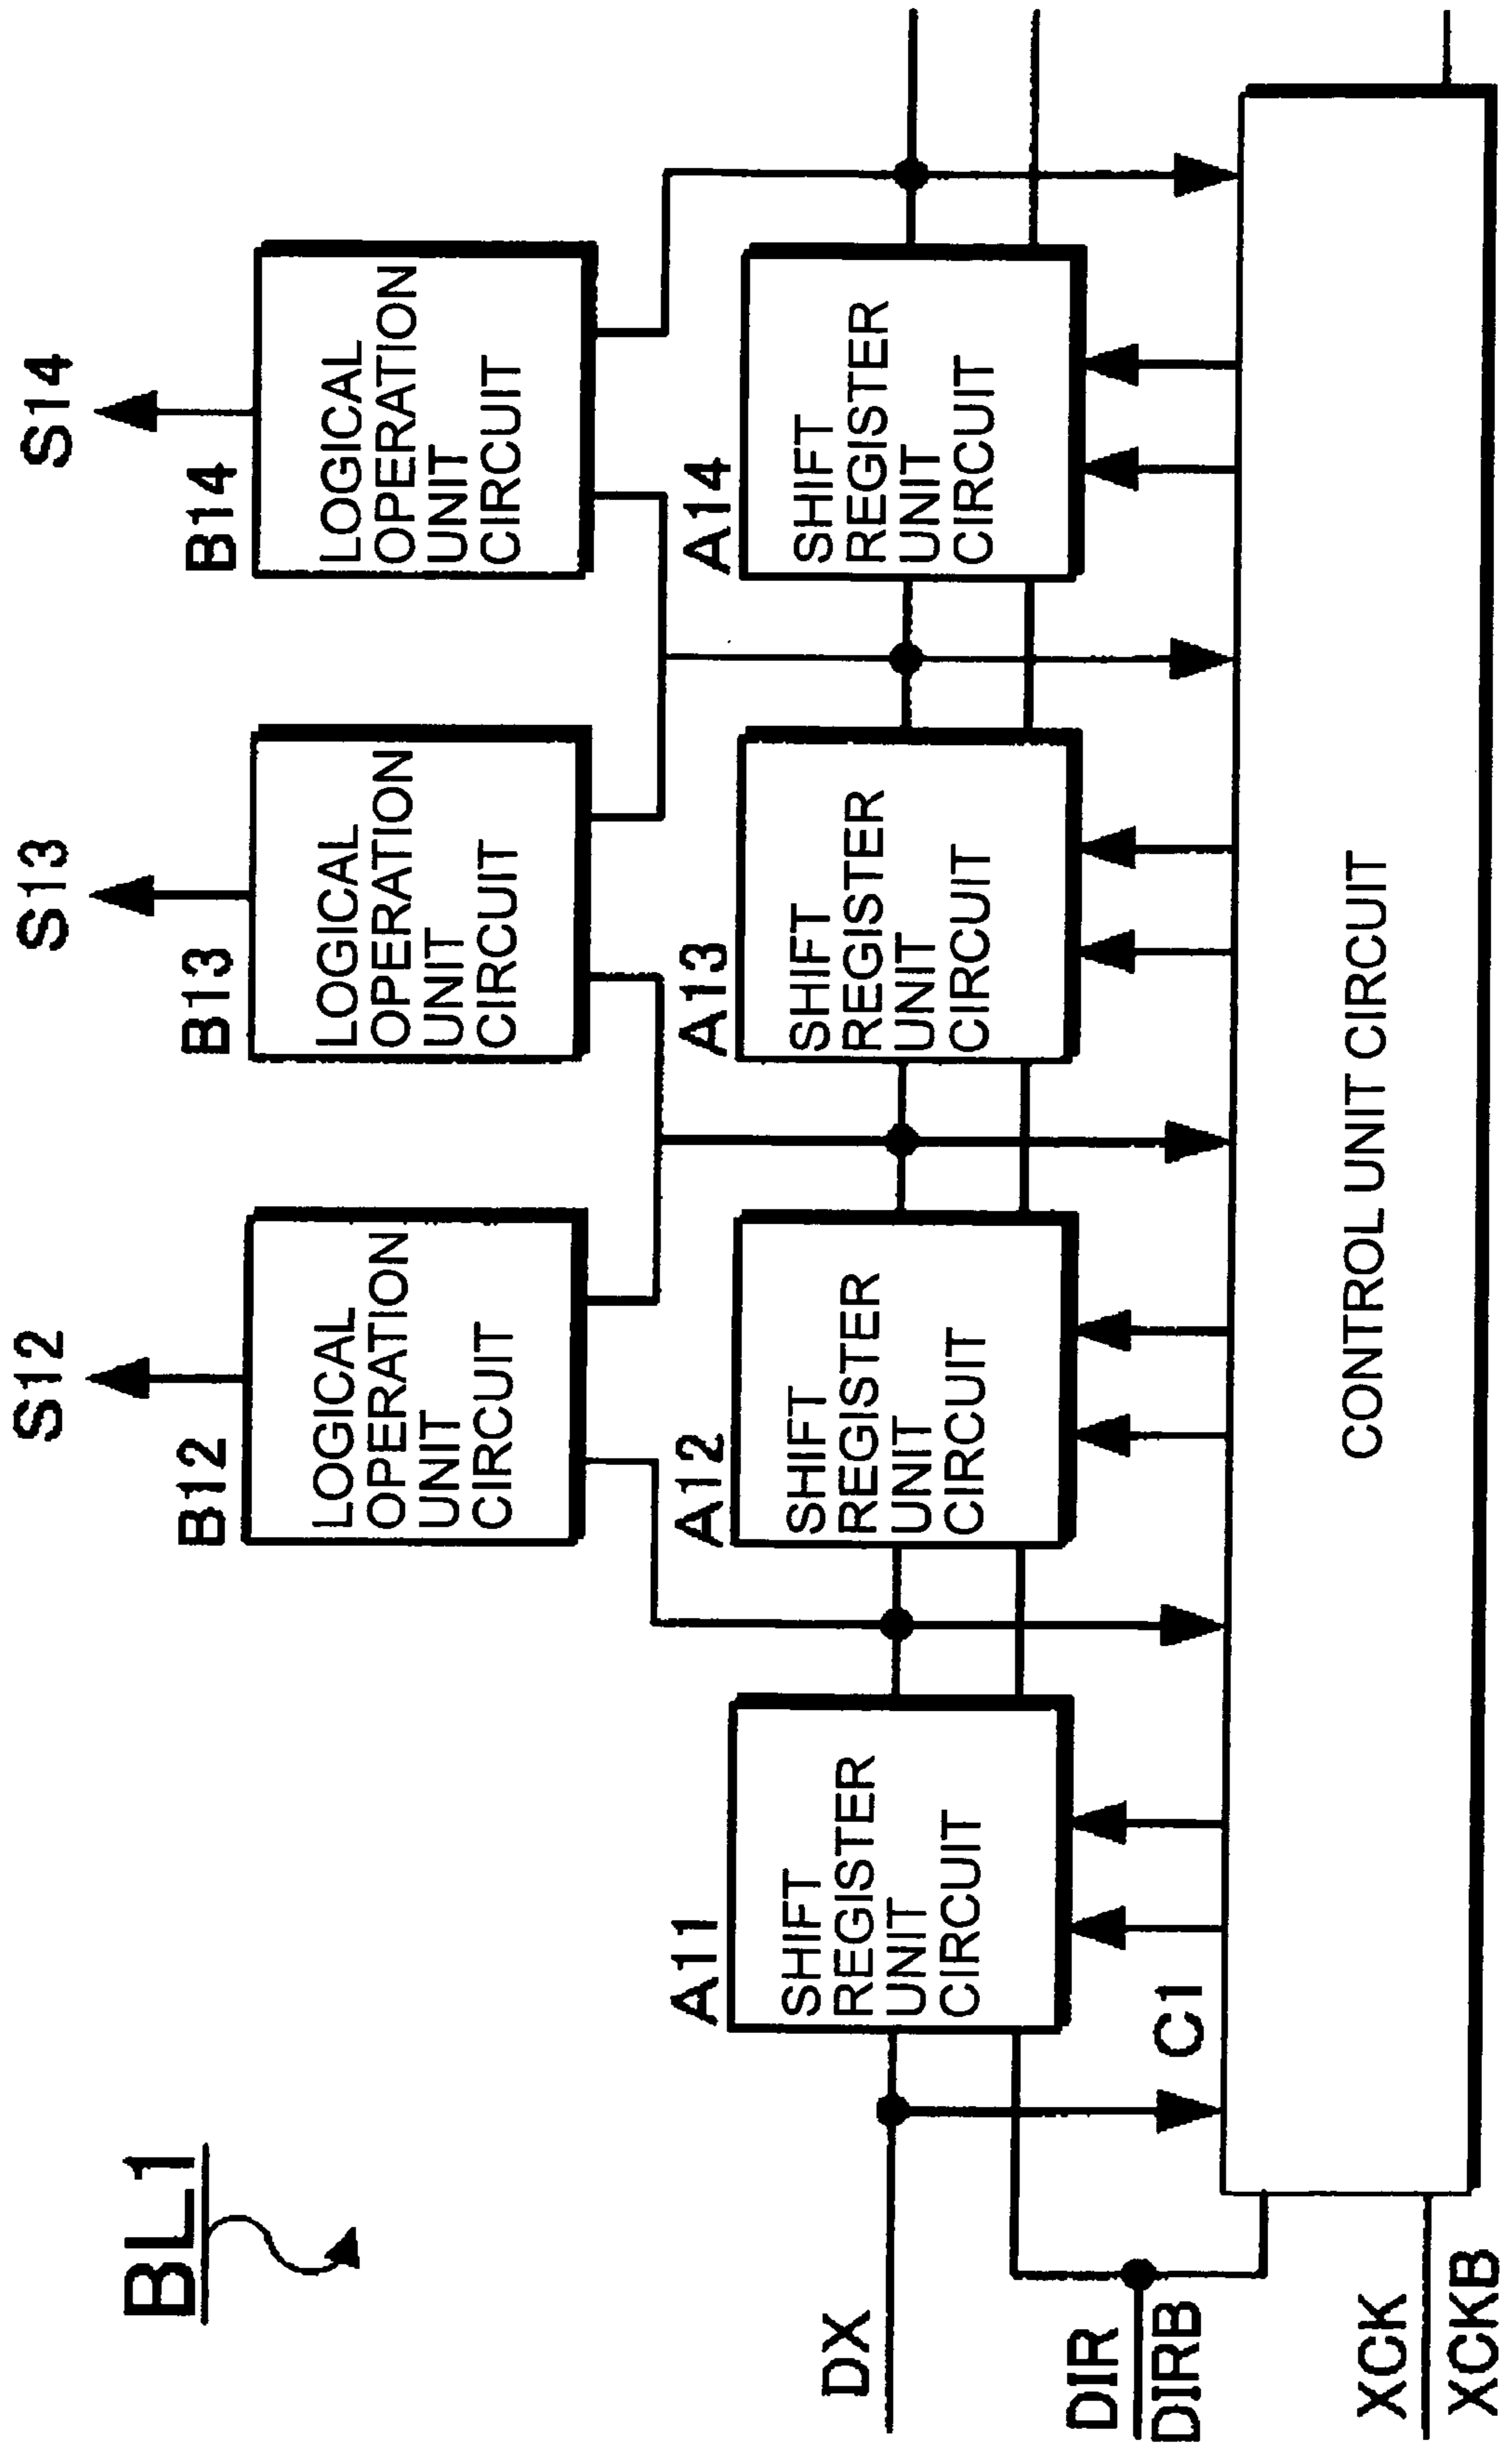 BL1
S12
S13
S14
B12
LOGICAL
OPERATION
UNIT
CIRCUIT
B13
LOGICAL
OPERATION
UNIT
CIRCUIT
B14
LOGICAL
OPERATION
UNIT
CIRCUIT
A11
SHIFT
REGISTER
UNIT
CIRCUIT
A12
SHIFT
REGISTER
UNIT
CIRCUIT
A13
SHIFT
REGISTER
UNIT
CIRCUIT
A14
SHIFT
REGISTER
UNIT
CIRCUIT
DX
DIR
DIRB
C1
CONTROL UNIT CIRCUIT
XCK
XCKB